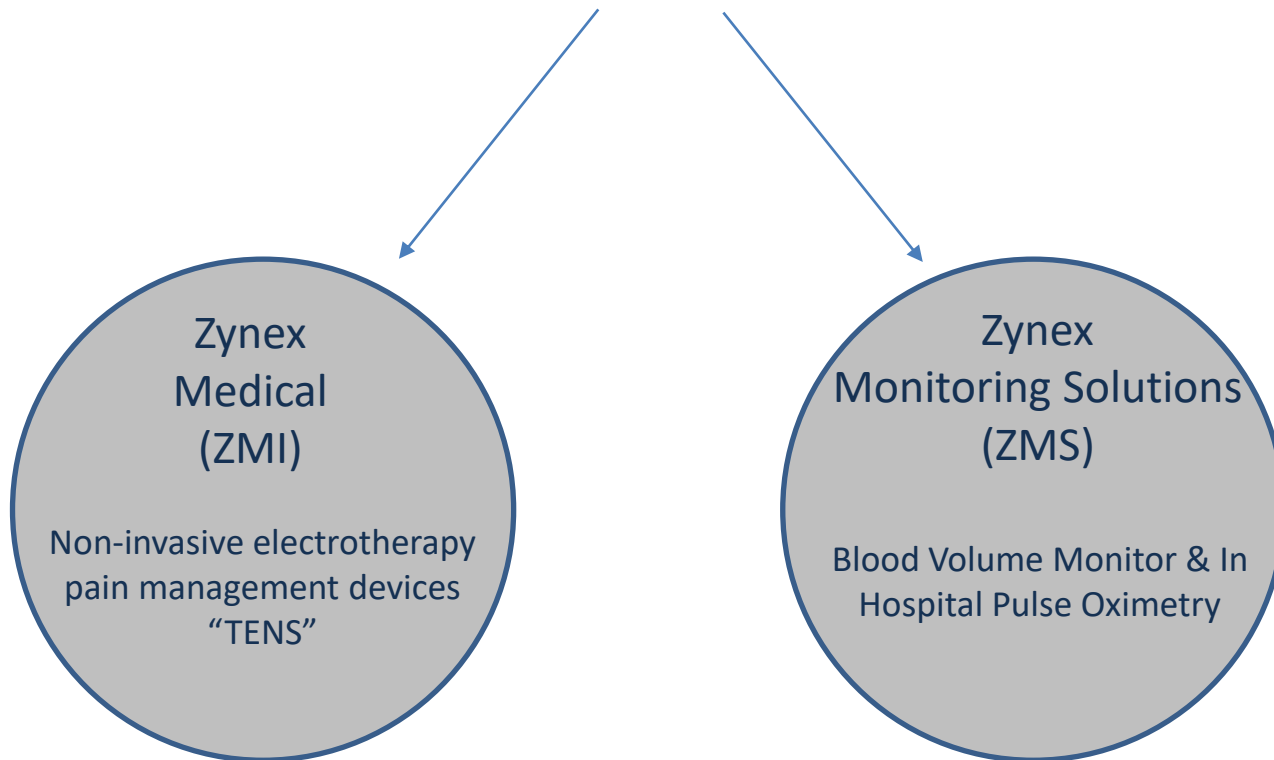 Zynex
Medical
(ZMI)
Non-invasive electrotherapy
pain management devices
“TENS”
Zynex
Monitoring Solutions
(ZMS)
Blood Volume Monitor & In
Hospital Pulse Oximetry